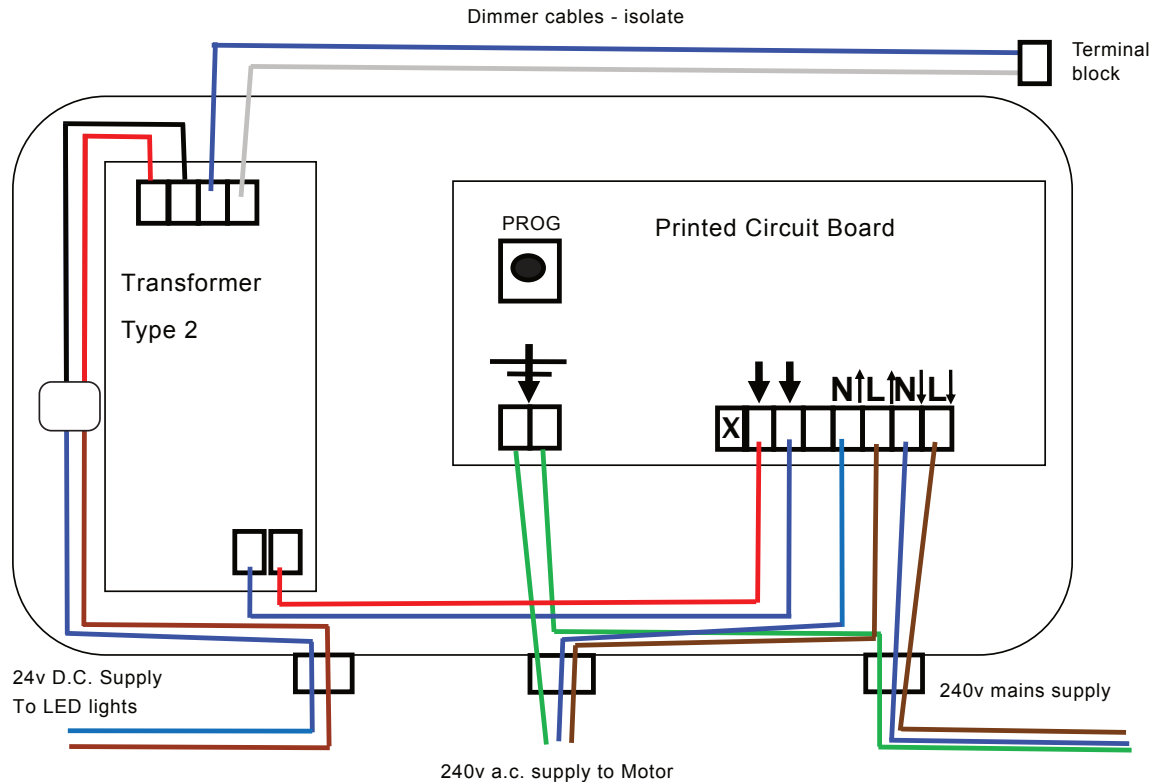 Dimmer cables - isolate
Terminal
block
PROG
Printed Circuit Board
Transformer
Type 2
N L N L
X
24v D.C. Supply
To LED lights
240v mains supply
240v a.c. supply to Motor